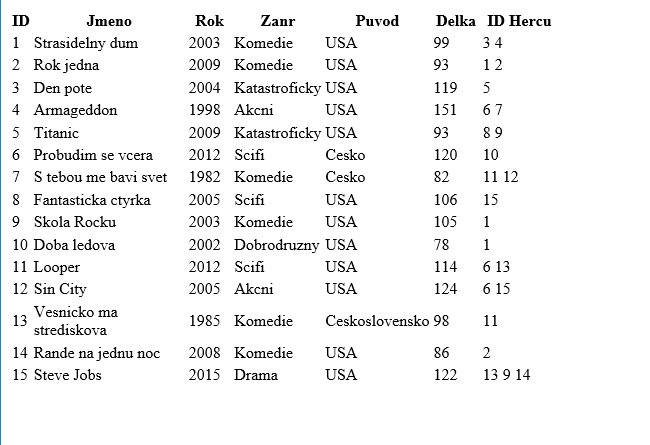 ID Jmeno Rok Zanr Puvod Delka ID Hercu
1 Strasidelny dum 2003 Komedie USA 99 3 4
2 Rok jedna 2009 Komedie USA 93 1 2
3 Den pote 2004 Katastroficky USA 119 5
4 Armageddon 1998 Akcni USA 151 6 7
5 Titanic 2009 Katastroficky USA 93 8 9
6 Probudim se vcera 2012 Scifi Cesko 120 10
7 S tebou me bavi svet 1982 Komedie Cesko 82 11 12
8 Fantasticka ctyrka 2005 Scifi USA 106 15
9 Skola Rocku 2003 Komedie USA 105 1
10 Doba ledova 2002 Dobrodruzny USA 78 1
11 Looper 2012 Scifi USA 114 6 13
12 Sin City 2005 Akcni USA 124 6 15
13 Vesnicko ma
strediskova 1985 Komedie Ceskoslovensko 98 11
14 Rande na jednu noc 2008 Komedie USA 86 2
15 Steve Jobs 2015 Drama USA 122 13 9 14